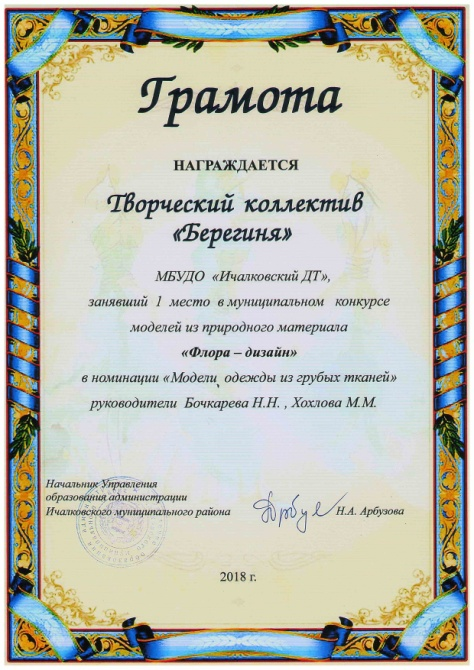 Грамота
НАГРАЖДАЕТСЯ
Творческий коллектив
«Берегиня»
МБУДО «Ичалковский ДТ»,
занявший 1 место в муниципальном конкурсе
моделей из природного материала
«Флора – дизайн»
в номинации «Модели одежды из грубых тканей»
руководители Бочкарева Н.Н. , Хохлова М.М.
Начальник Управления
образования администрации
Ичалковского муниципального района Н.А. Арбузова
2018 г.